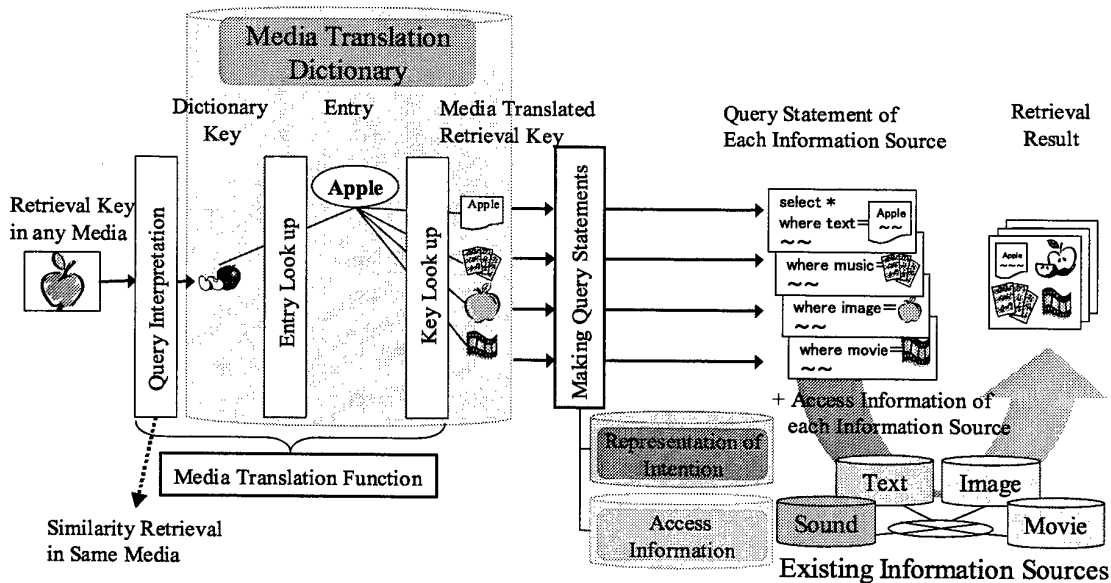 Media Translation
Dictionary
Dictionary
Key
Entry
Media Translated
Retrieval Key
Query Statement of
Each Information Source
Retrieval
Result
Retrieval Key
in any Media
Query Interpretation
Entry Look up
Apple
Key Look up
Apple
Making Query Statements
select *
where text=
Apple
~~
~~
where music=
~~
where image=
~~
where movie=
~~
Apple
~~~
+ Access Information of
each Information Source
Media Translation Function
Similarity Retrieval
in Same Media
Representation of
Intention
Access
Information
Text
Image
Sound
Movie
Existing Information Sources